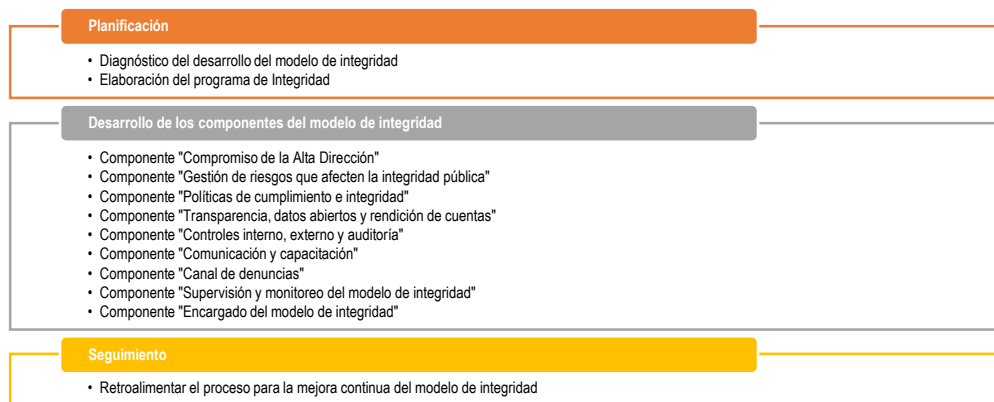 Planificación
• Diagnóstico del desarrollo del modelo de integridad
• Elaboración del programa de Integridad
Desarrollo de los componentes del modelo de integridad
• Componente "Compromiso de la Alta Dirección"
• Componente "Gestión de riesgos que afecten la integridad pública"
• Componente "Políticas de cumplimiento e integridad"
• Componente "Transparencia, datos abiertos y rendición de cuentas"
• Componente "Controles interno, externo y auditoría"
• Componente "Comunicación y capacitación"
• Componente "Canal de denuncias"
• Componente "Supervisión y monitoreo del modelo de integridad"
• Componente "Encargado del modelo de integridad"
Seguimiento
• Retroalimentar el proceso para la mejora continua del modelo de integridad